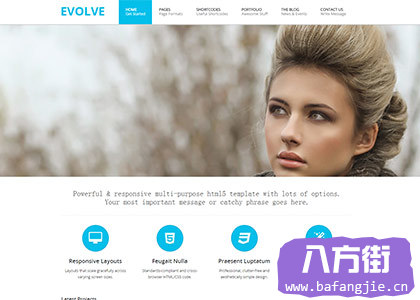 EVOLVE
HOME PAGES SHORTCODES PORTFOLIO THE BLOG CONTACT US
Get Started Page Formats Useful Shortcodes Awesome Stuff News & Events Write Message
Powerful & responsive multi-purpose html5 template with lots of options.
Your most important message or catchy phrase goes here.
Responsive Layouts Feugait Nulla Praesent Luptatum
Layouts that scale gracefully across Standards-compliant and cross- Professional, clutter-free and
varying screen sizes. browser HTML/CSS code. aesthetically simple design.
Latest Projects
八方街
www.bafangjie.cn